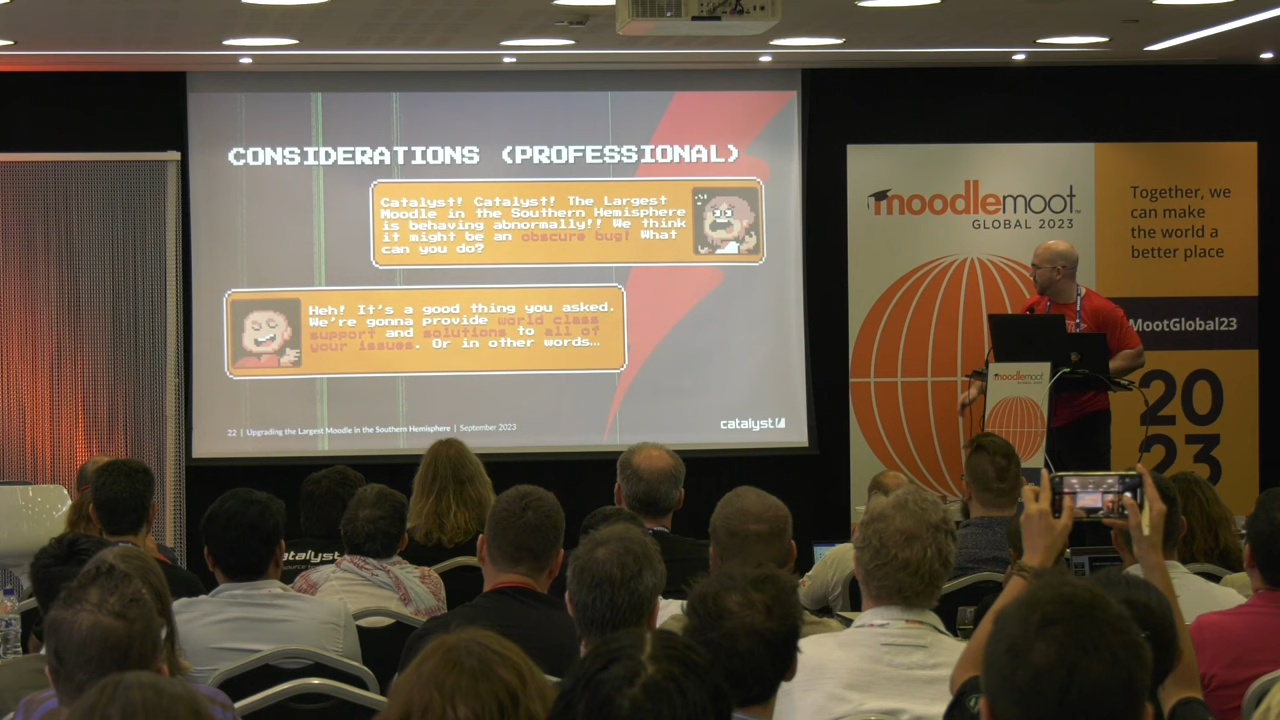 CONSIDERATIONS (PROFESSIONAL)
Catalyst! Catalyst! The Largest
Moodle in the Southern Hemisphere
is behaving abnormally!! We think
it might be an obscure bug! What
can you do?
Heh! It's a good thing you asked.
We're gonna provide world class
support and solutions to all of
your issues. Or in other words…
22 | Upgrading the Largest Moodle in the Southern Hemisphere | September 2023
catalyst
moodlemoot™
GLOBAL 2023
Together, we
can make
the world a
better place
MootGlobal23
20
23
moodlemoot
GLOBAL 2023
catalyst